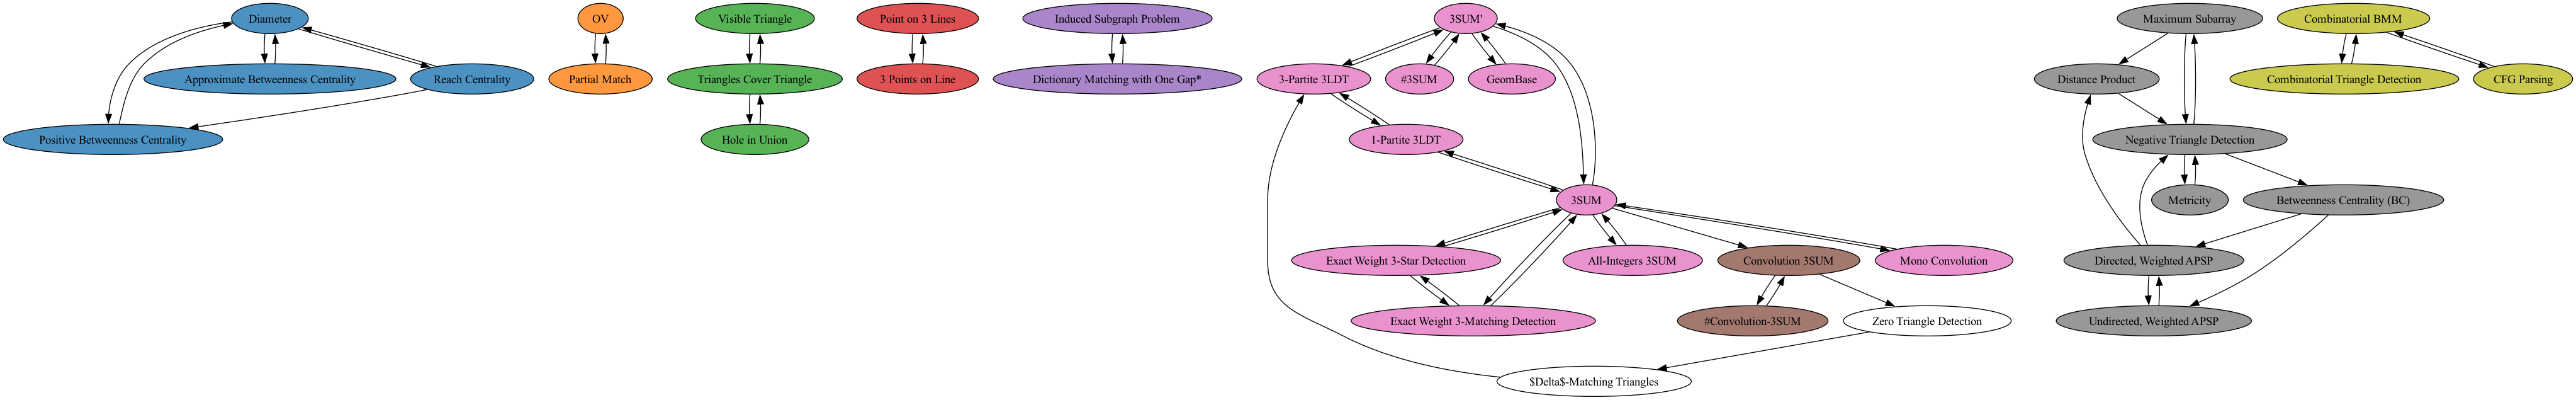 Diameter
Approximate Betweenness Centrality
Reach Centrality
Positive Betweenness Centrality
OV
Partial Match
Visible Triangle
Triangles Cover Triangle
Hole in Union
Point on 3 Lines
3 Points on Line
Induced Subgraph Problem
Dictionary Matching with One Gap*
3SUM'
3-Partite 3LDT
#3SUM
GeomBase
1-Partite 3LDT
3SUM
Exact Weight 3-Star Detection
All-Integers 3SUM
Convolution 3SUM
Mono Convolution
Exact Weight 3-Matching Detection
#Convolution-3SUM
Zero Triangle Detection
$Delta$-Matching Triangles
Maximum Subarray
Distance Product
Negative Triangle Detection
Metricity
Betweenness Centrality (BC)
Directed, Weighted APSP
Undirected, Weighted APSP
Combinatorial BMM
Combinatorial Triangle Detection
CFG Parsing